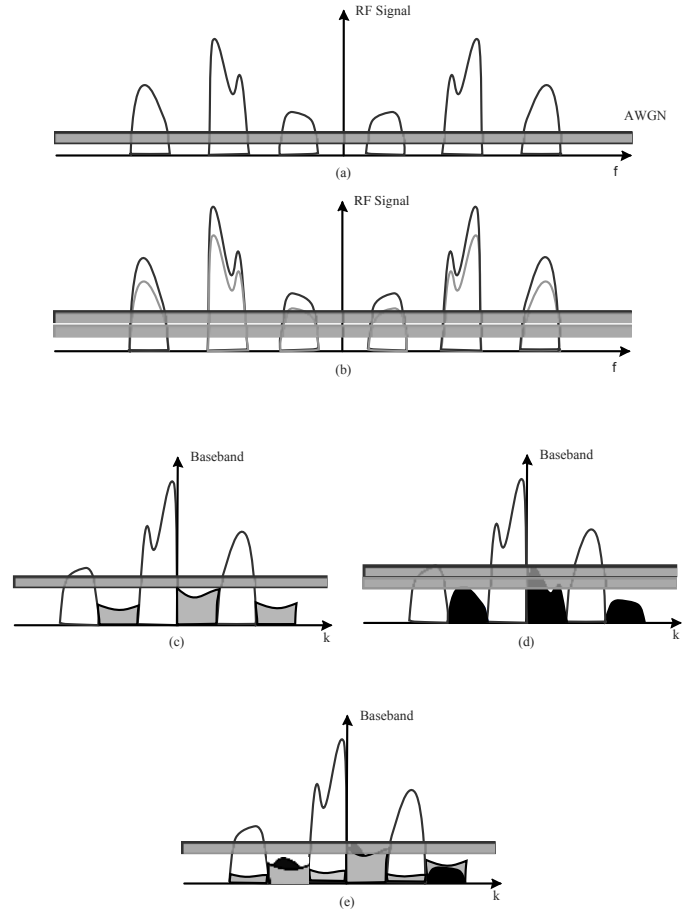 RF Signal
AWGN
f
(a)
RF Signal
f
(b)
Baseband
k
(c)
Baseband
k
(d)
Baseband
k
(e)